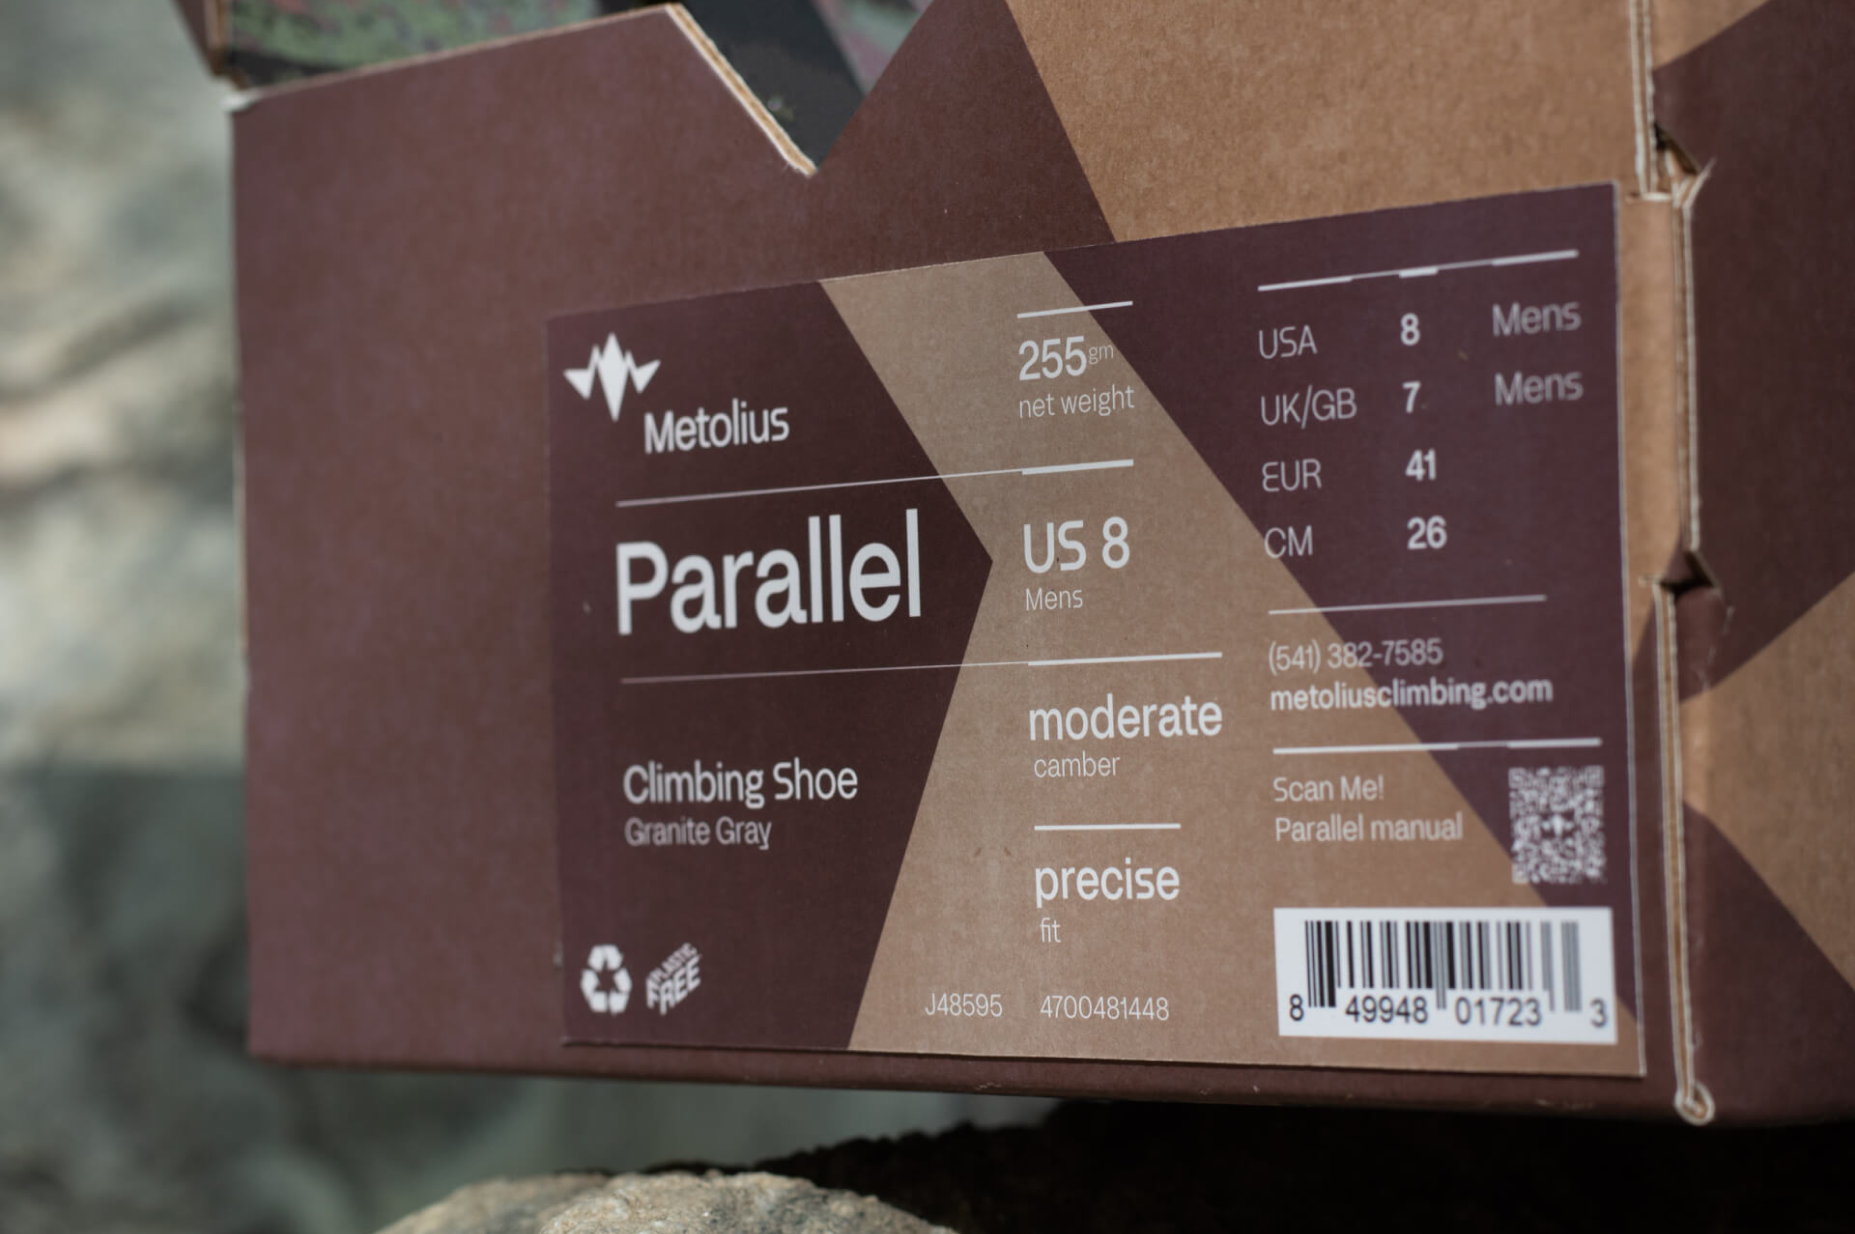 Metolius
Parallel
Climbing Shoe
Granite Gray
PLASTIC
FREE
255 gm
net weight
US 8
Mens
moderate
camber
precise
fit
J48595 4700481448
USA 8 Mens
UK/GB 7 Mens
EUR 41
CM 26
(541) 382-7585
metoliusclimbing.com
Scan Me!
Parallel manual
8 49948 01723 3